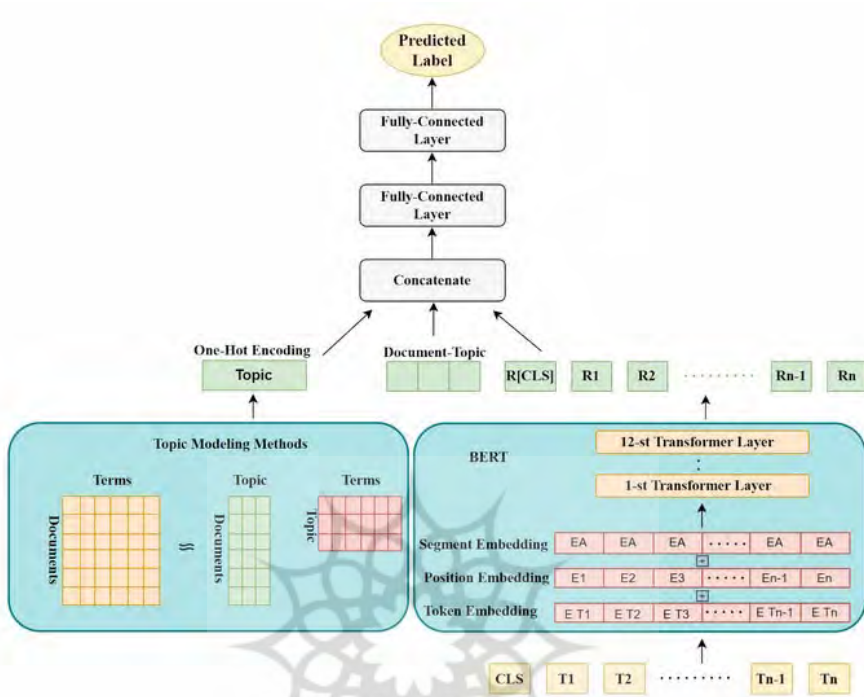 Predicted
Label
Fully-Connected
Layer
Fully-Connected
Layer
Concatenate
One-Hot Encoding
Topic
Document-Topic
R[CLS] R1 R2 ......... Rn-1 Rn
Topic Modeling Methods
Terms
Documents
Topic
Documents
Terms
Topic
BERT
12-st Transformer Layer
:
1-st Transformer Layer
Segment Embedding EA EA EA ····· EA EA
Position Embedding E1 E2 E3 ····· En-1 En
Token Embedding E T1 E T2 E T3 ····· E Tn-1 E Tn
CLS T1 T2 ········· Tn-1 Tn